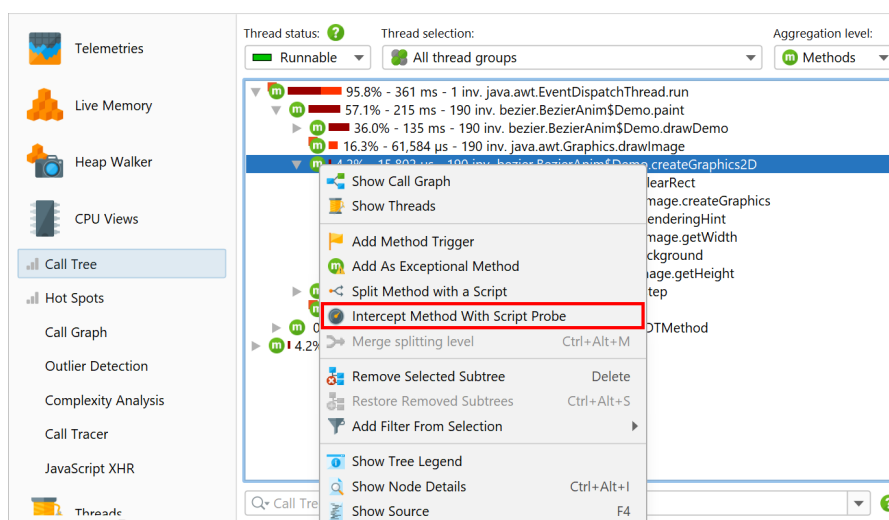 Telemetries
Live Memory
Heap Walker
CPU Views
Call Tree
Hot Spots
Call Graph
Outlier Detection
Complexity Analysis
Call Tracer
JavaScript XHR
Threads
Thread status: ?
Thread selection:
Aggregation level:
Runnable
All thread groups
m Methods
m 95.8% - 361 ms - 1 inv. java.awt.EventDispatchThread.run
m 57.1% - 215 ms - 190 inv. bezier.BezierAnim$Demo.paint
m 36.0% - 135 ms - 190 inv. bezier.BezierAnim$Demo.drawDemo
m 16.3% - 61,584 µs - 190 inv. java.awt.Graphics.drawImage
m 4.2% - 15,802 µs - 190 inv. bezier.BezierAnim$Demo.createGraphics2D
learRect
mage.createGraphics
enderingHint
mage.getWidth
ckground
age.getHeight
tep
m 0
DTMethod
m 4.2%
Show Call Graph
Show Threads
Add Method Trigger
Add As Exceptional Method
Split Method with a Script
Intercept Method With Script Probe
Merge splitting level Ctrl+Alt+M
Remove Selected Subtree Delete
Restore Removed Subtrees Ctrl+Alt+S
Add Filter From Selection
Show Tree Legend
Show Node Details Ctrl+Alt+I
Show Source F4
Call Tre